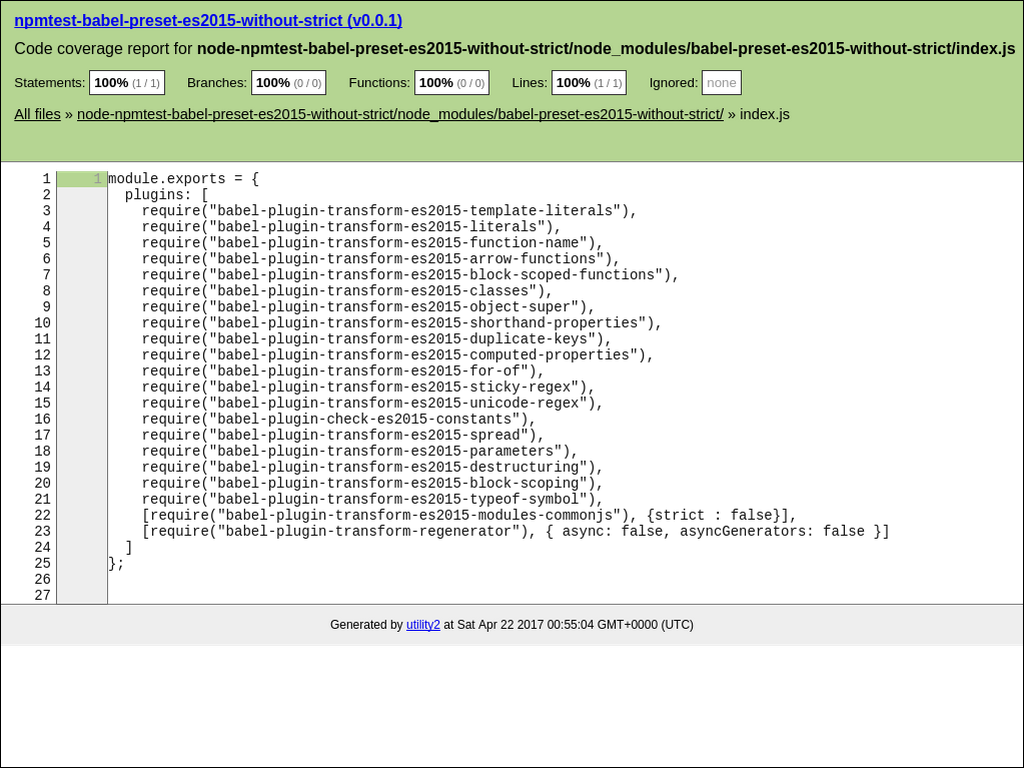 npmtest-babel-preset-es2015-without-strict (v0.0.1)
Code coverage report for node-npmtest-babel-preset-es2015-without-strict/node_modules/babel-preset-es2015-without-strict/index.js
Statements: 100% (1 / 1) Branches: 100% (0 / 0) Functions: 100% (0 / 0) Lines: 100% (1 / 1) Ignored: none
All files » node-npmtest-babel-preset-es2015-without-strict/node_modules/babel-preset-es2015-without-strict/ » index.js
1 1 module.exports = {
2   plugins: [
3     require("babel-plugin-transform-es2015-template-literals"),
4     require("babel-plugin-transform-es2015-literals"),
5     require("babel-plugin-transform-es2015-function-name"),
6     require("babel-plugin-transform-es2015-arrow-functions"),
7     require("babel-plugin-transform-es2015-block-scoped-functions"),
8     require("babel-plugin-transform-es2015-classes"),
9     require("babel-plugin-transform-es2015-object-super"),
10     require("babel-plugin-transform-es2015-shorthand-properties"),
11     require("babel-plugin-transform-es2015-duplicate-keys"),
12     require("babel-plugin-transform-es2015-computed-properties"),
13     require("babel-plugin-transform-es2015-for-of"),
14     require("babel-plugin-transform-es2015-sticky-regex"),
15     require("babel-plugin-transform-es2015-unicode-regex"),
16     require("babel-plugin-check-es2015-constants"),
17     require("babel-plugin-transform-es2015-spread"),
18     require("babel-plugin-transform-es2015-parameters"),
19     require("babel-plugin-transform-es2015-destructuring"),
20     require("babel-plugin-transform-es2015-block-scoping"),
21     require("babel-plugin-transform-es2015-typeof-symbol"),
22     [require("babel-plugin-transform-es2015-modules-commonjs"), {strict : false}],
23     [require("babel-plugin-transform-regenerator"), { async: false, asyncGenerators: false }]
24   ]
25 };
26
27
Generated by utility2 at Sat Apr 22 2017 00:55:04 GMT+0000 (UTC)